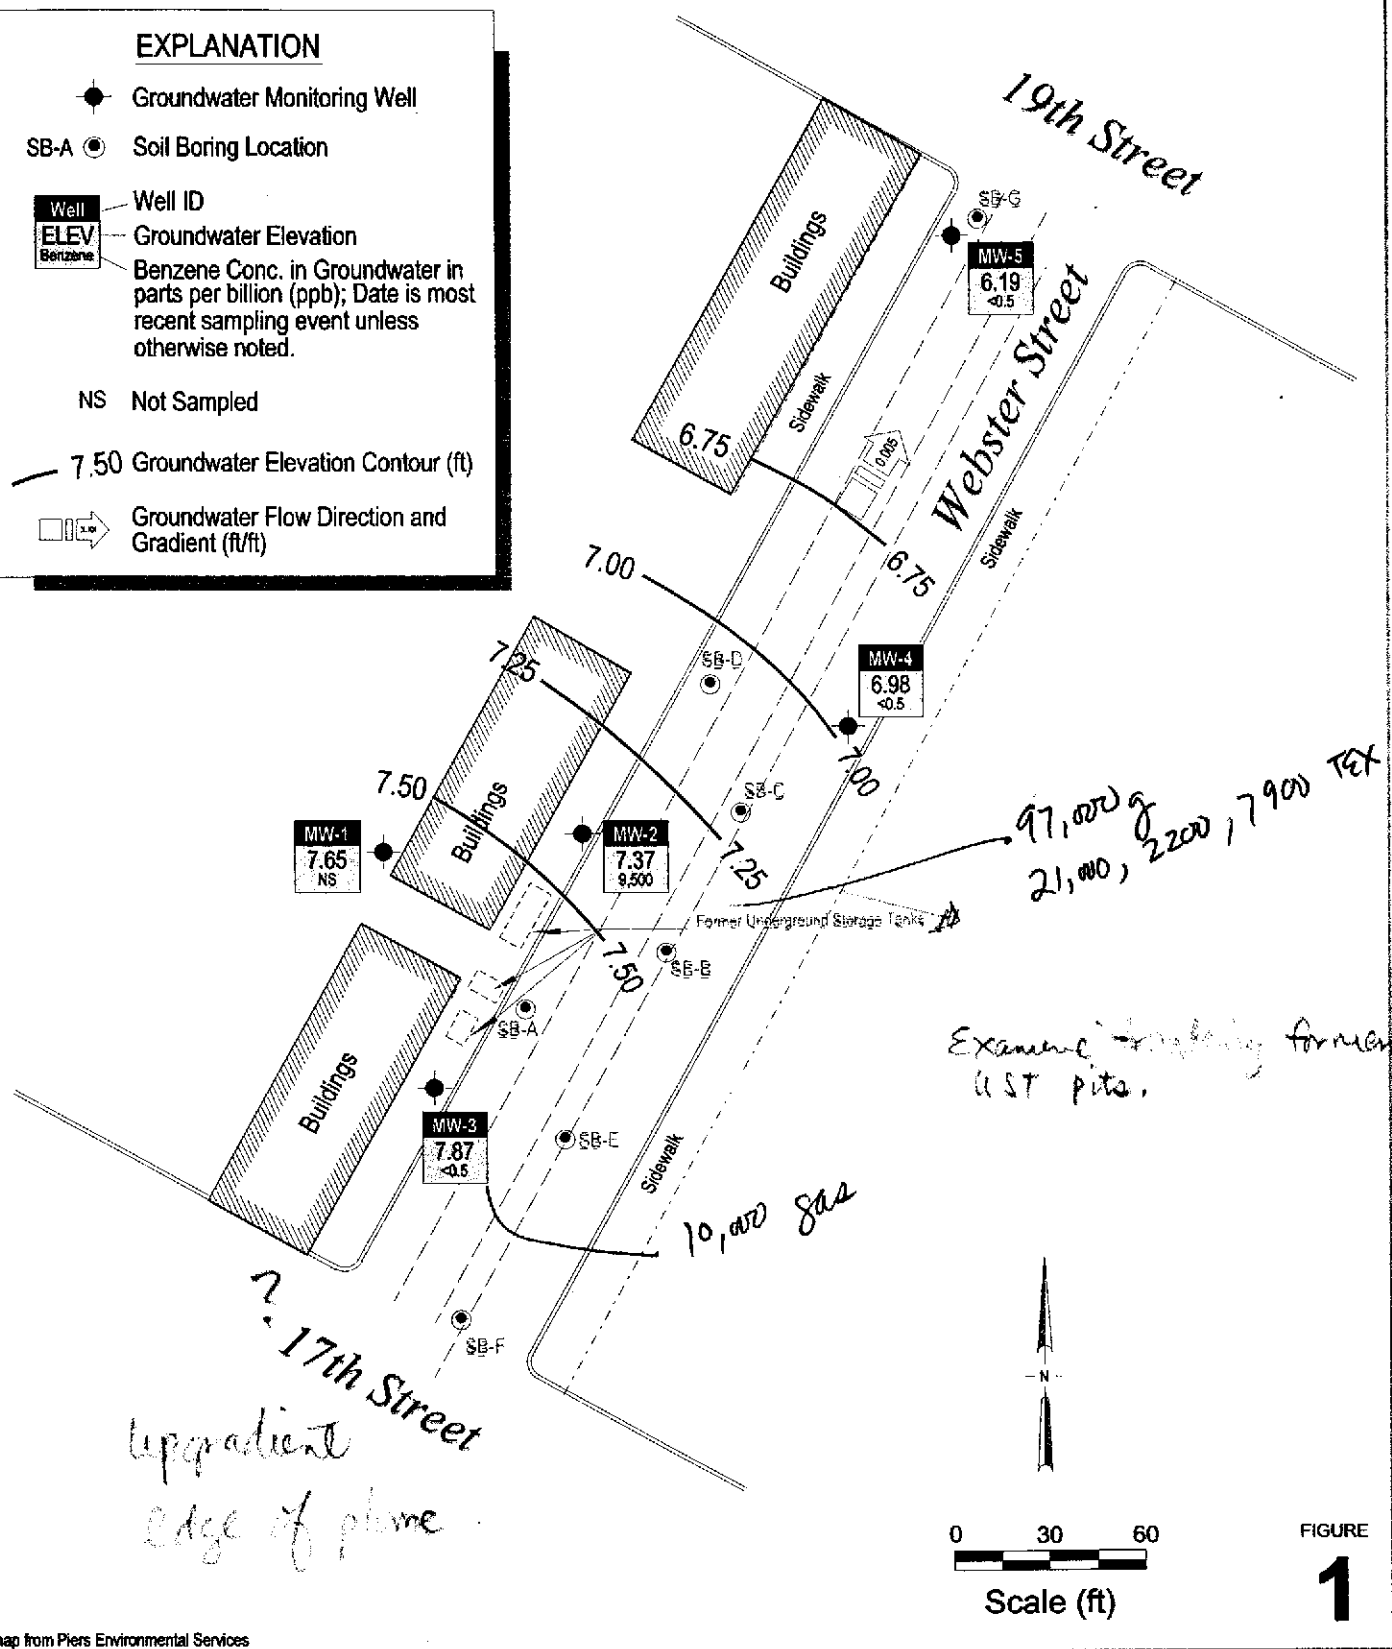 EXPLANATION
Groundwater Monitoring Well
SB-A Soil Boring Location
Well
ELEV
Benzene
Well ID
Groundwater Elevation
Benzene Conc. in Groundwater in
parts per billion (ppb); Date is most
recent sampling event unless
otherwise noted.
NS Not Sampled
7.50 Groundwater Elevation Contour (ft)
Groundwater Flow Direction and
Gradient (ft/ft)
19th Street
Buildings
SB-G
MW-5
6.19
<0.5
Webster Street
Sidewalk
6.75
0.005
Sidewalk
6.75
7.00
MW-4
6.98
<0.5
SB-D
7.25
7.00
7.50
Buildings
SB-C
MW-1
7.65
NS
MW-2
7.37
9,500
7.25
97,000 g
21,000, 2200, 7900 TEX
Former Underground Storage Tanks
7.50
SB-B
SB-A
Examine former
UST pits.
Buildings
MW-3
7.87
<0.5
SB-E
Sidewalk
10,000 gas
?
SB-F
17th Street
Upgradient
edge of plume
N
0 30 60
Scale (ft)
FIGURE
1
map from Piers Environmental Services